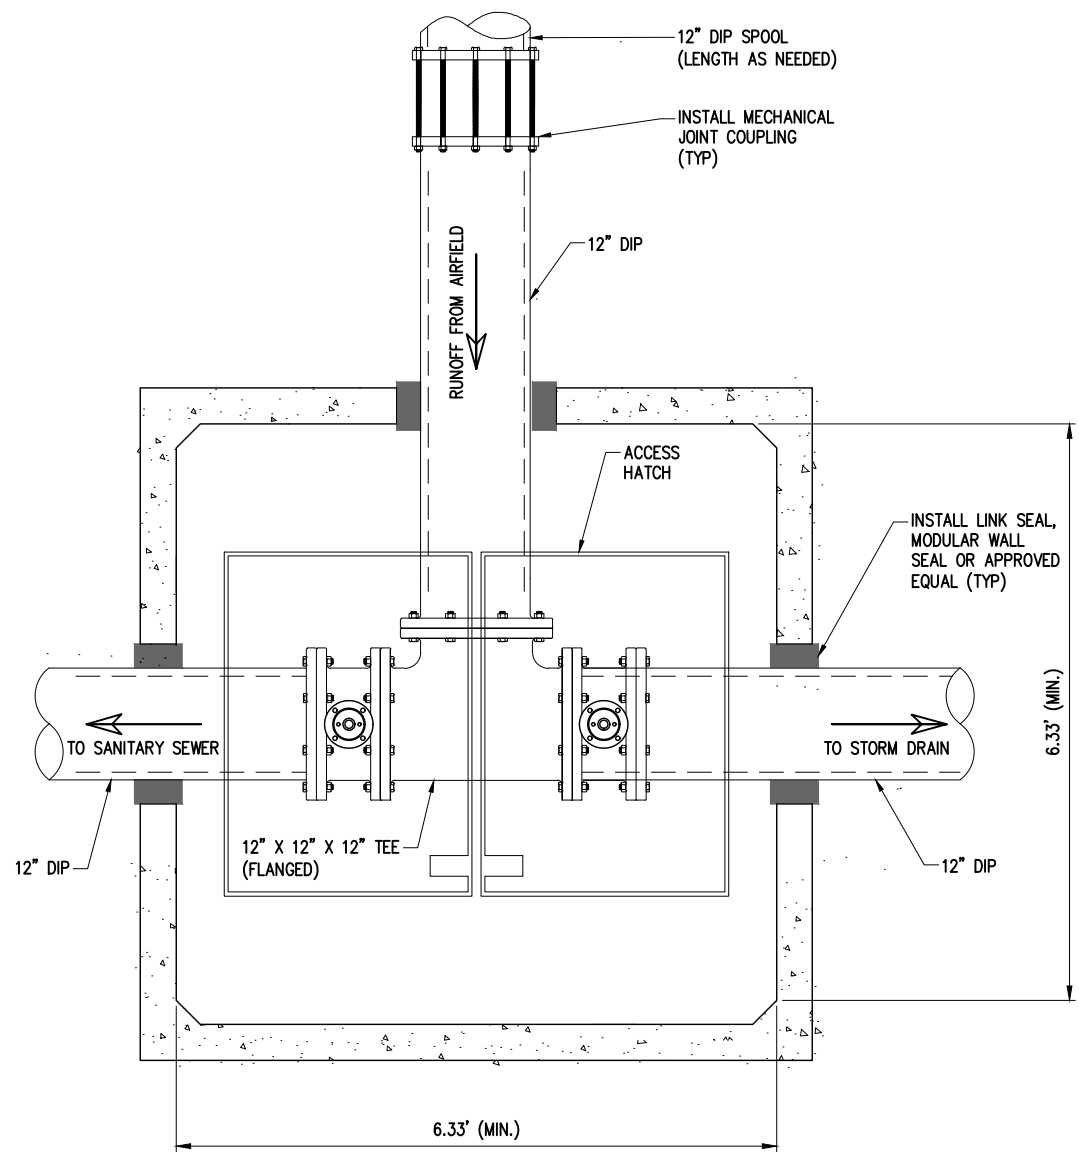 12" DIP SPOOL
(LENGTH AS NEEDED)
INSTALL MECHANICAL
JOINT COUPLING
(TYP)
12" DIP
RUNOFF FROM AIRFIELD
ACCESS
HATCH
INSTALL LINK SEAL,
MODULAR WALL
SEAL OR APPROVED
EQUAL (TYP)
6.33' (MIN.)
TO SANITARY SEWER
TO STORM DRAIN
12" X 12" X 12" TEE
(FLANGED)
12" DIP
12" DIP
6.33' (MIN.)